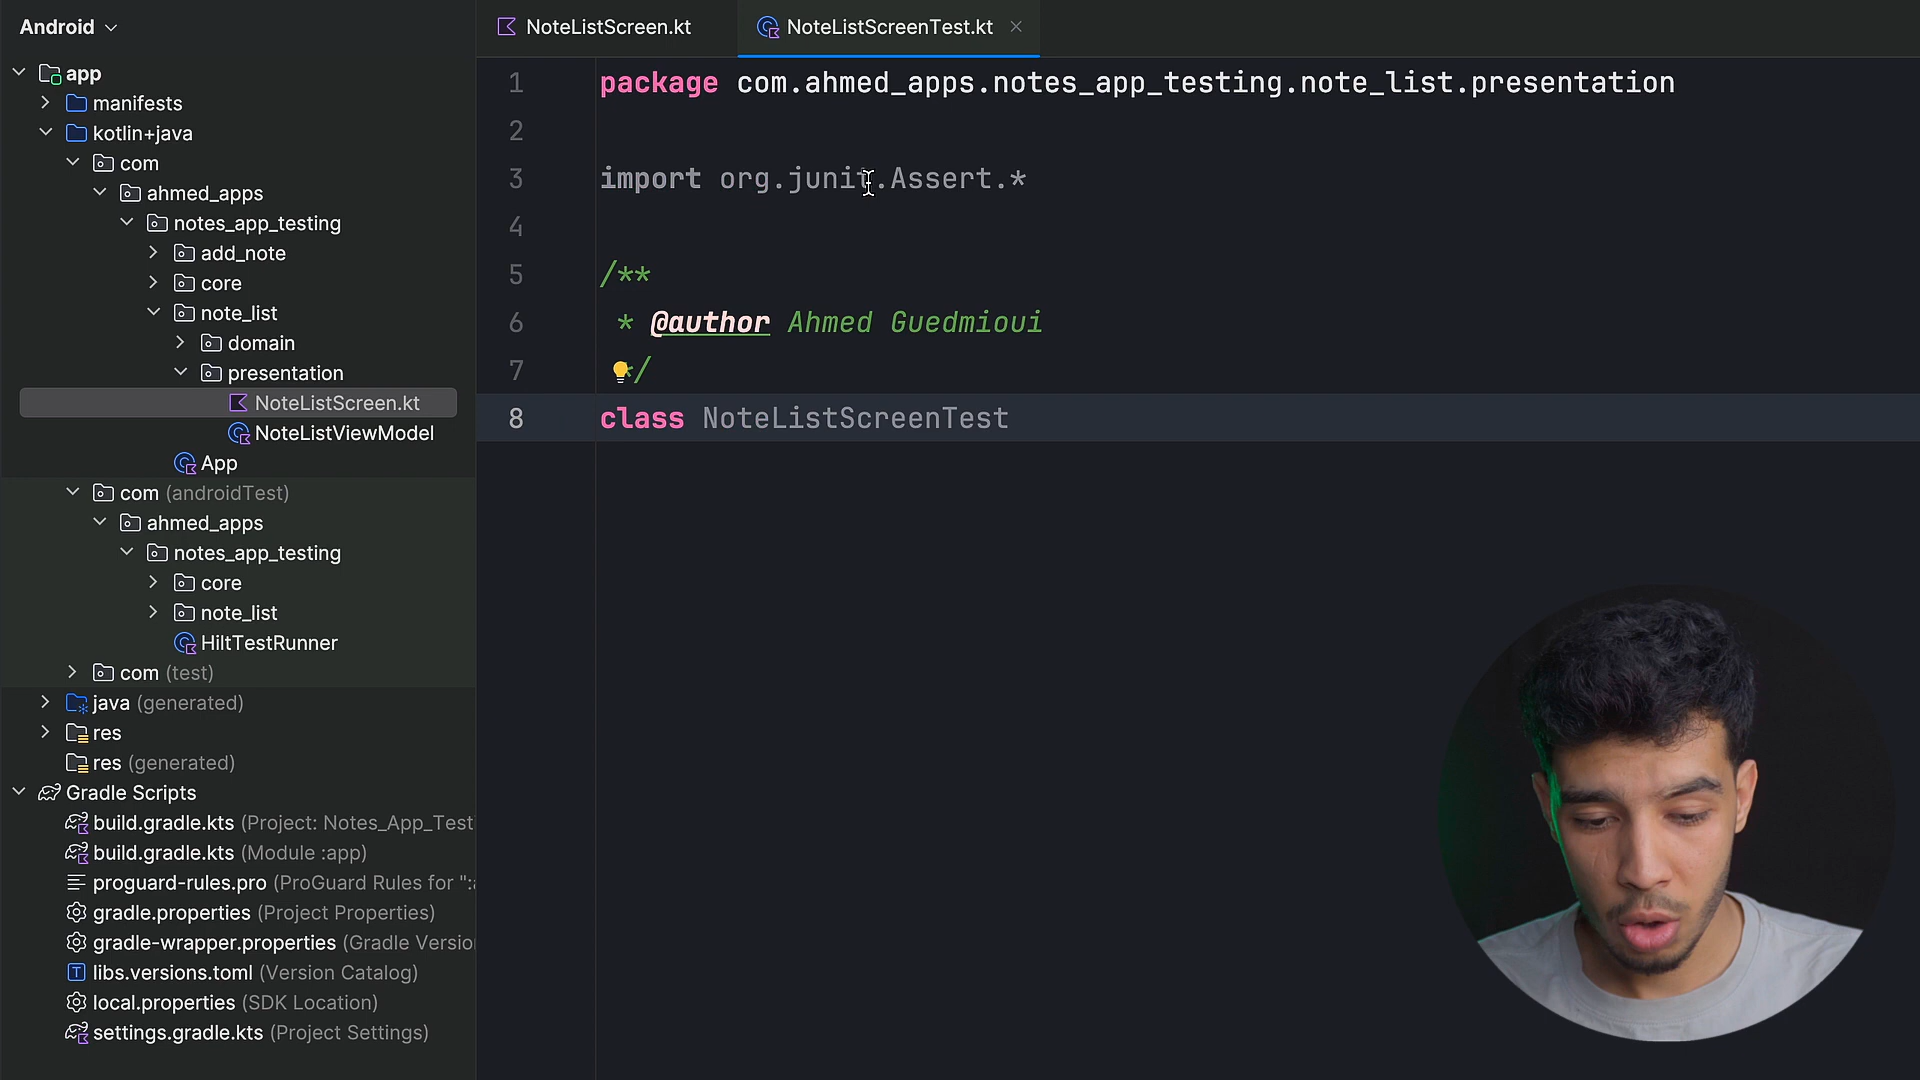 Android
app
manifests
kotlin+java
com
ahmed_apps
notes_app_testing
add_note
core
note_list
domain
presentation
NoteListScreen.kt
NoteListViewModel
App
com (androidTest)
ahmed_apps
notes_app_testing
core
note_list
HiltTestRunner
com (test)
java (generated)
res
res (generated)
Gradle Scripts
build.gradle.kts (Project: Notes_App_Test
build.gradle.kts (Module :app)
proguard-rules.pro (ProGuard Rules for ":a
gradle.properties (Project Properties)
gradle-wrapper.properties (Gradle Versio
libs.versions.toml (Version Catalog)
local.properties (SDK Location)
settings.gradle.kts (Project Settings)
NoteListScreen.kt
NoteListScreenTest.kt
1 package com.ahmed_apps.notes_app_testing.note_list.presentation
2
3 import org.junit.Assert.*
4
5 /**
6 * @author Ahmed Guedmioui
7 */
8 class NoteListScreenTest